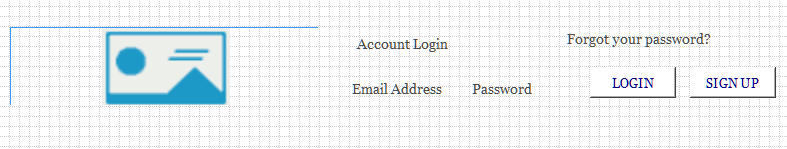 Account Login
Forgot your password?
Email Address
Password
LOGIN
SIGN UP